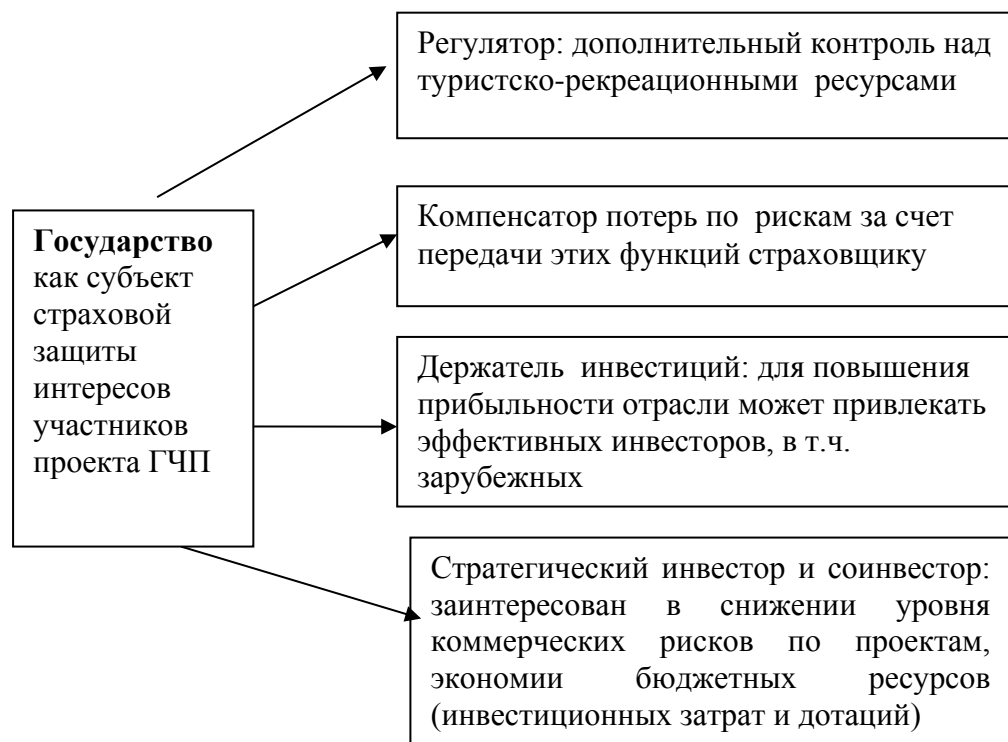 Регулятор: дополнительный контроль над
туристско-рекреационными ресурсами
Государство
как субъект
страховой
защиты
интересов
участников
проекта ГЧП
Компенсатор потерь по рискам за счет
передачи этих функций страховщику
Держатель инвестиций: для повышения
прибыльности отрасли может привлекать
эффективных инвесторов, в т.ч.
зарубежных
Стратегический инвестор и соинвестор:
заинтересован в снижении уровня
коммерческих рисков по проектам,
экономии бюджетных ресурсов
(инвестиционных затрат и дотаций)